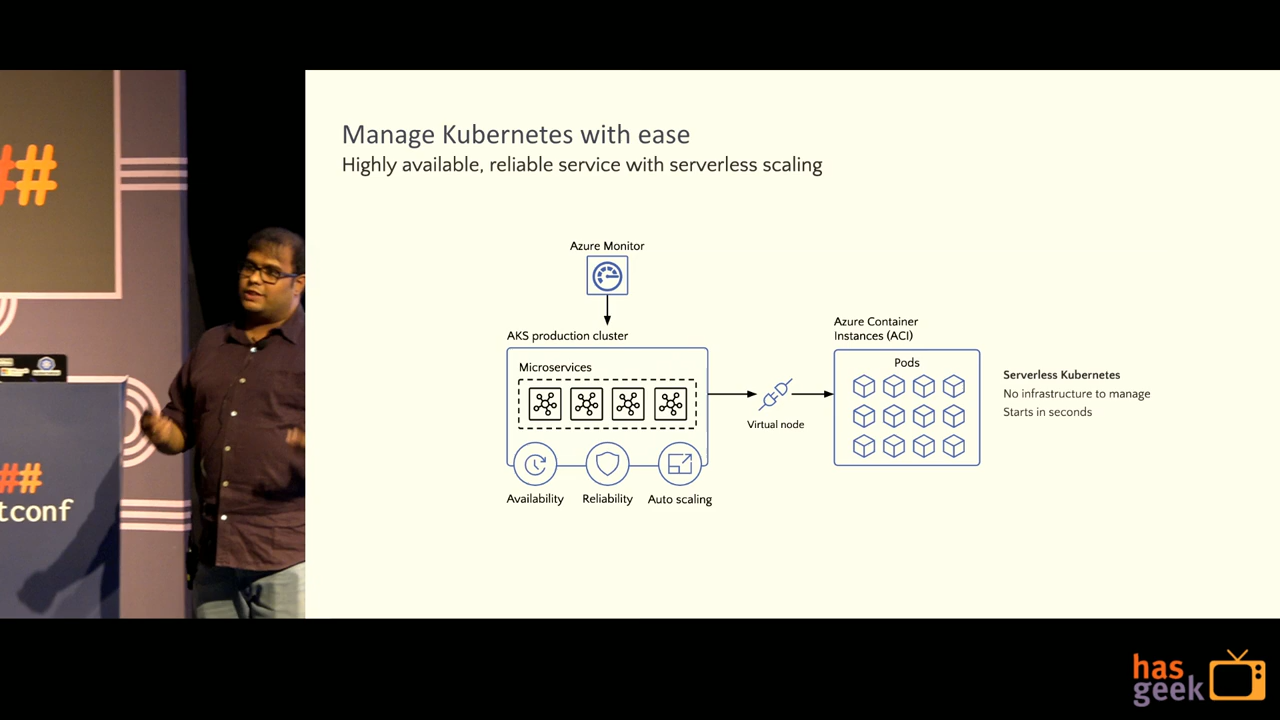 ##
##
tconf
Manage Kubernetes with ease
Highly available, reliable service with serverless scaling
Azure Monitor
AKS production cluster
Microservices
Availability
Reliability
Auto scaling
Virtual node
Azure Container
Instances (ACI)
Pods
Serverless Kubernetes
No infrastructure to manage
Starts in seconds
has
geek